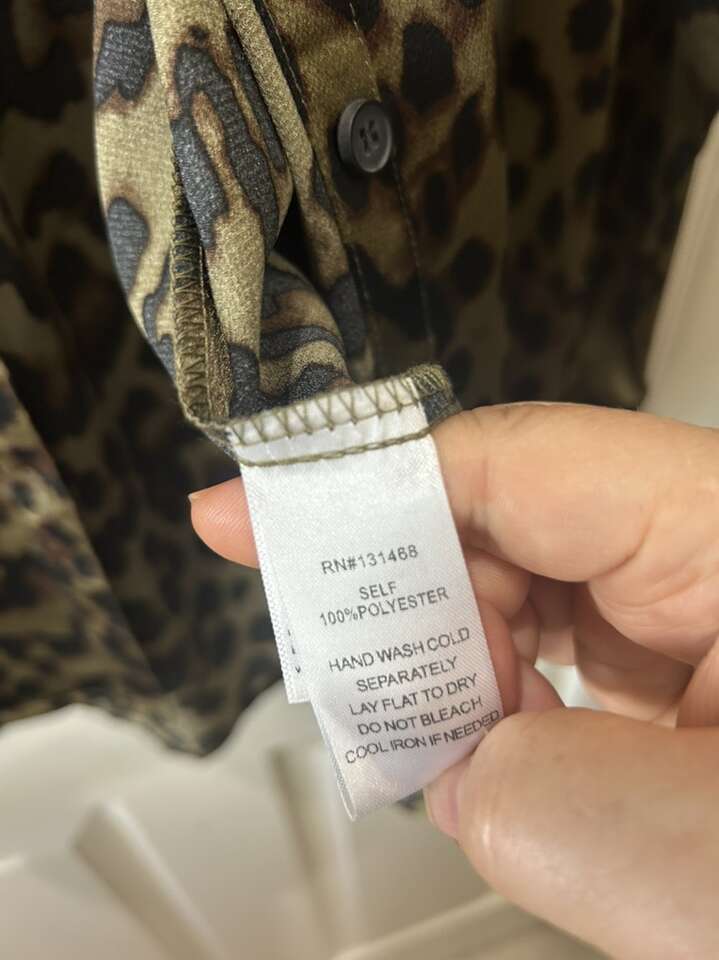 RN#131468
SELF
100%POLYESTER
HAND WASH COLD
SEPARATELY
LAY FLAT TO DRY
DO NOT BLEACH
COOL IRON IF NEEDED